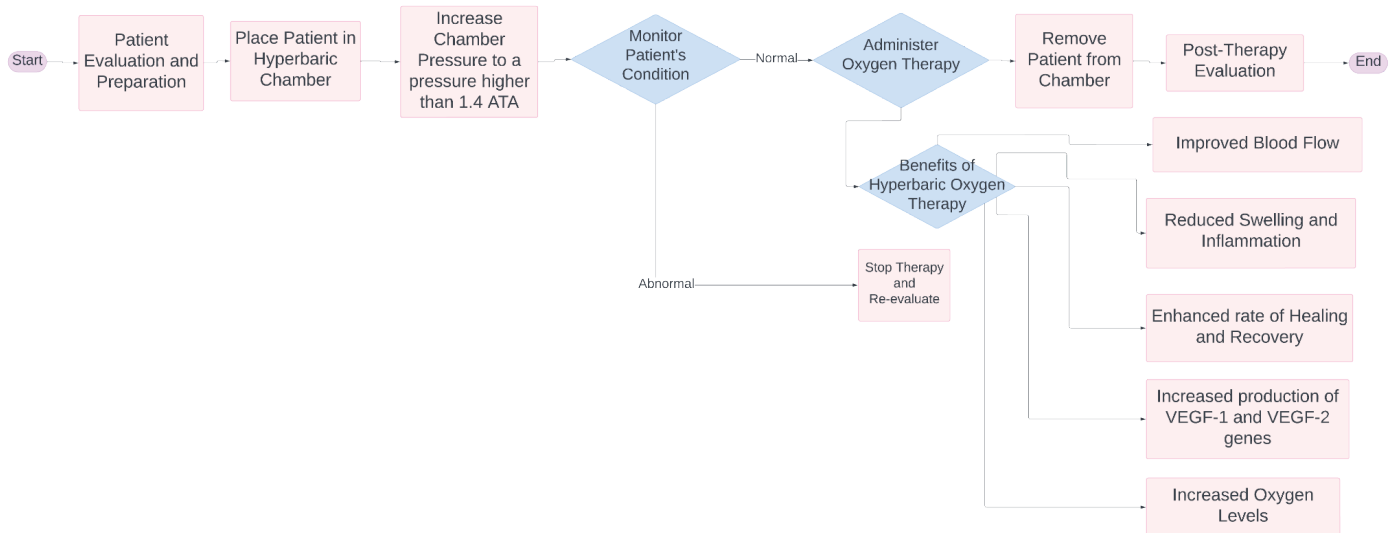 Start
Patient
Evaluation and
Preparation
Place Patient in
Hyperbaric
Chamber
Increase
Chamber
Pressure to a
pressure higher
than 1.4 ATA
Monitor
Patient's
Condition
Normal
Administer
Oxygen Therapy
Remove
Patient from
Chamber
Post-Therapy
Evaluation
End
Benefits of
Hyperbaric Oxygen
Therapy
Improved Blood Flow
Reduced Swelling and
Inflammation
Abnormal
Stop Therapy
and
Re-evaluate
Enhanced rate of Healing
and Recovery
Increased production of
VEGF-1 and VEGF-2
genes
Increased Oxygen
Levels